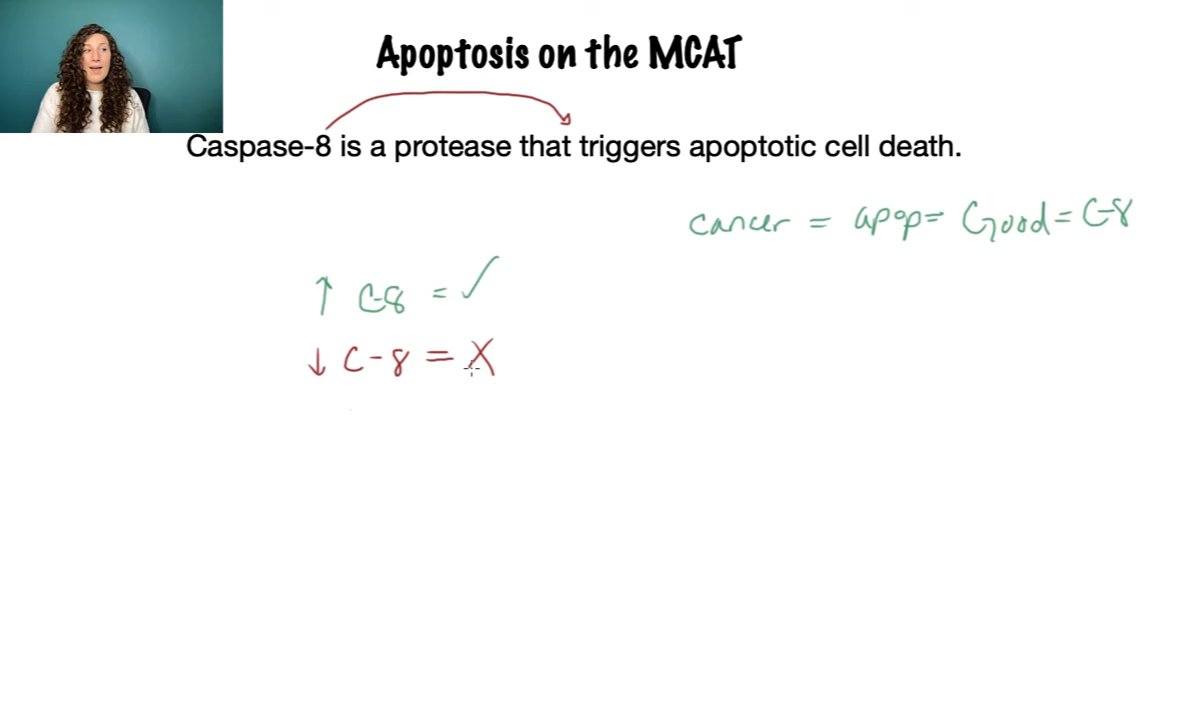 Apoptosis on the MCAT
Caspase-8 is a protease that triggers apoptotic cell death.
cancer = apop = Good = C-8
↑ C-8 = ✓
↓ C-8 = X